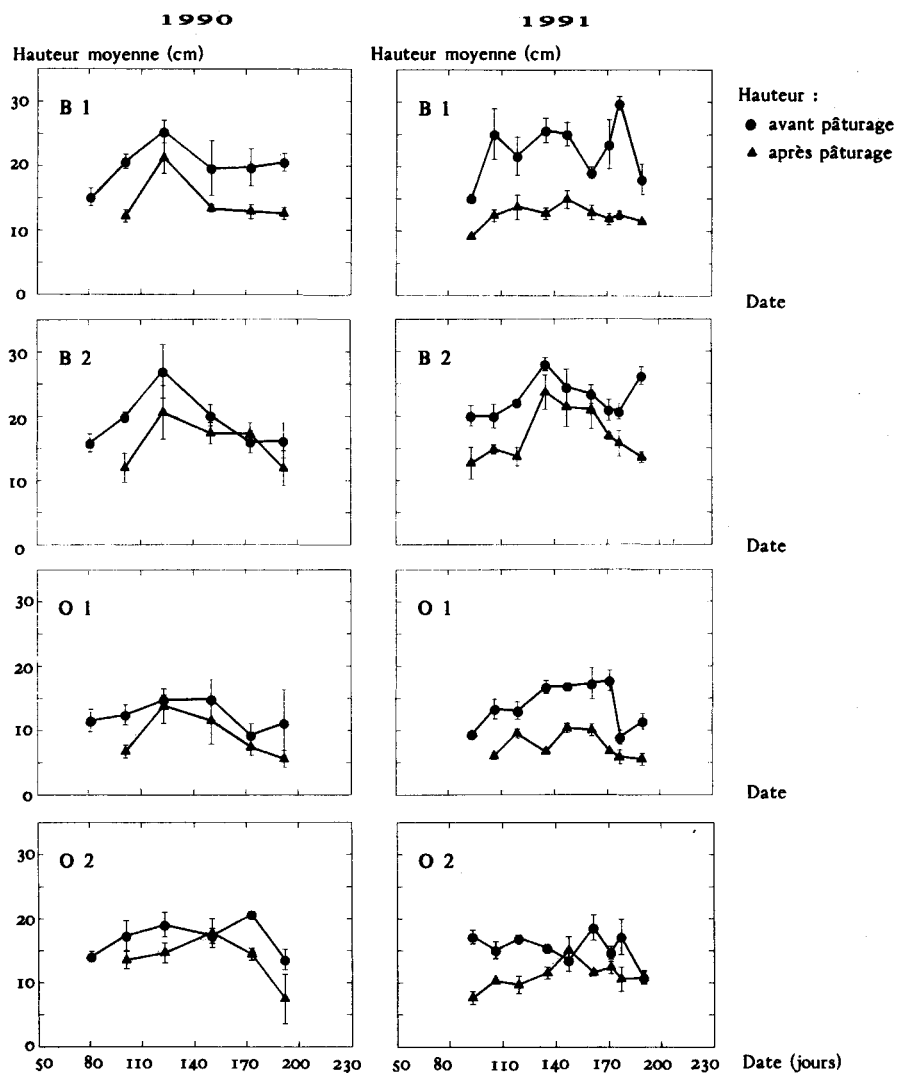 1990
1991
Hauteur moyenne (cm)
Hauteur moyenne (cm)
Hauteur :
● avant pâturage
▲ après pâturage
B 1
30
20
10
0
B 1
Date
B 2
30
20
10
0
B 2
Date
O 1
30
20
10
0
O 1
Date
O 2
30
20
10
0
O 2
50 80 110 140 170 200 230
50 80 110 140 170 200 230
Date (jours)